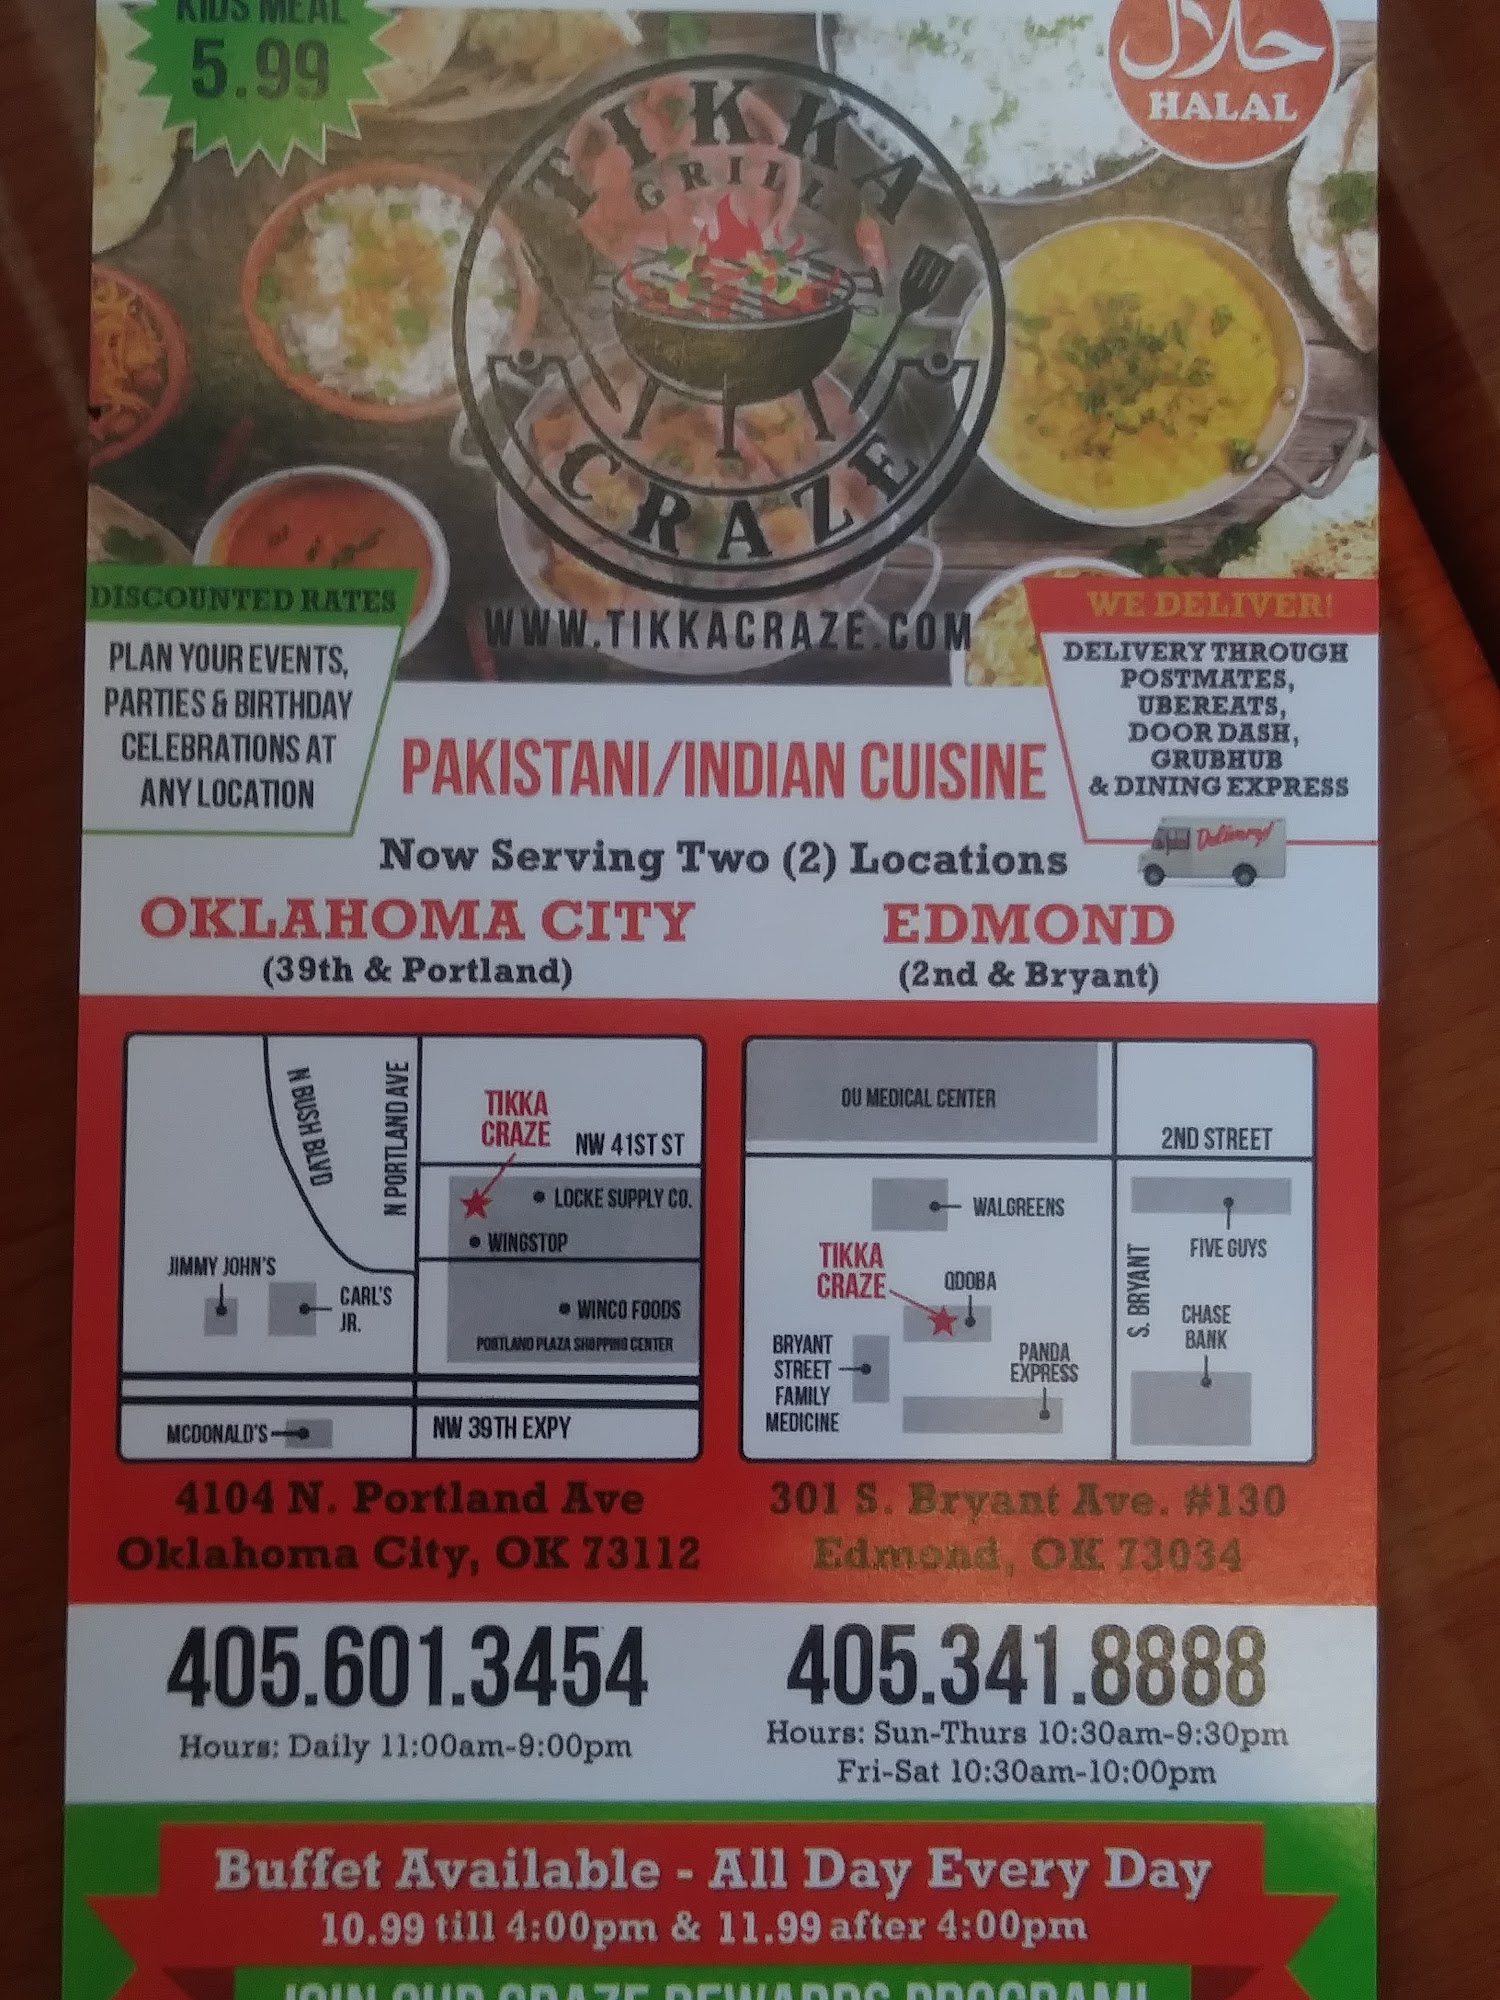 KIDS MEAL
5.99
حلال
HALAL
TIKKA
GRILL
CRAZE
WWW.TIKKACRAZE.COM
DISCOUNTED RATES
PLAN YOUR EVENTS,
PARTIES & BIRTHDAY
CELEBRATIONS AT
ANY LOCATION
WE DELIVER!
DELIVERY THROUGH
POSTMATES,
UBEREATS,
DOOR DASH,
GRUBHUB
& DINING EXPRESS
Delivery!
PAKISTANI/INDIAN CUISINE
Now Serving Two (2) Locations
OKLAHOMA CITY
(39th & Portland)
EDMOND
(2nd & Bryant)
N BUSH BLVD
N PORTLAND AVE
TIKKA
CRAZE
NW 41ST ST
LOCKE SUPPLY CO.
WINGSTOP
JIMMY JOHN'S
CARL'S
JR.
WINCO FOODS
PORTLAND PLAZA SHOPPING CENTER
MCDONALD'S
NW 39TH EXPY
OU MEDICAL CENTER
2ND STREET
WALGREENS
FIVE GUYS
TIKKA
CRAZE
QDOBA
S. BRYANT
CHASE
BANK
BRYANT
STREET
FAMILY
MEDICINE
PANDA
EXPRESS
4104 N. Portland Ave
Oklahoma City, OK 73112
301 S. Bryant Ave. #130
Edmond, OK 73034
405.601.3454
Hours: Daily 11:00am-9:00pm
405.341.8888
Hours: Sun-Thurs 10:30am-9:30pm
Fri-Sat 10:30am-10:00pm
Buffet Available - All Day Every Day
10.99 till 4:00pm & 11.99 after 4:00pm
JOIN OUR CRAZE REWARDS PROGRAM!